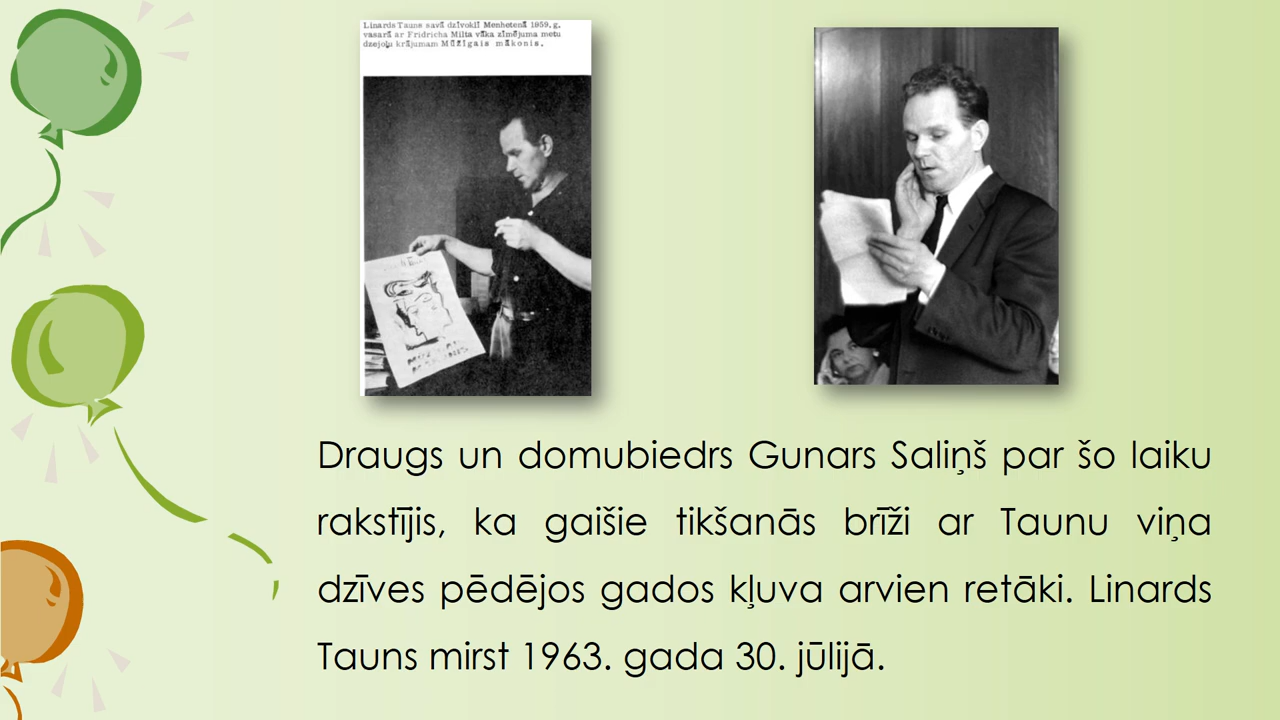 Linards Tauns savā dzīvoklī Menhetenā 1959. g.
vasarā ar Fridricha Milta vāka zīmējuma metu
dzejoļu krājumam Mūžīgais mākonis.
Draugs un domubiedrs Gunars Saliņš par šo laiku
rakstījis, ka gaišie tikšanās brīži ar Taunu viņa
dzīves pēdējos gados kļuva arvien retāki. Linards
Tauns mirst 1963. gada 30. jūlijā.